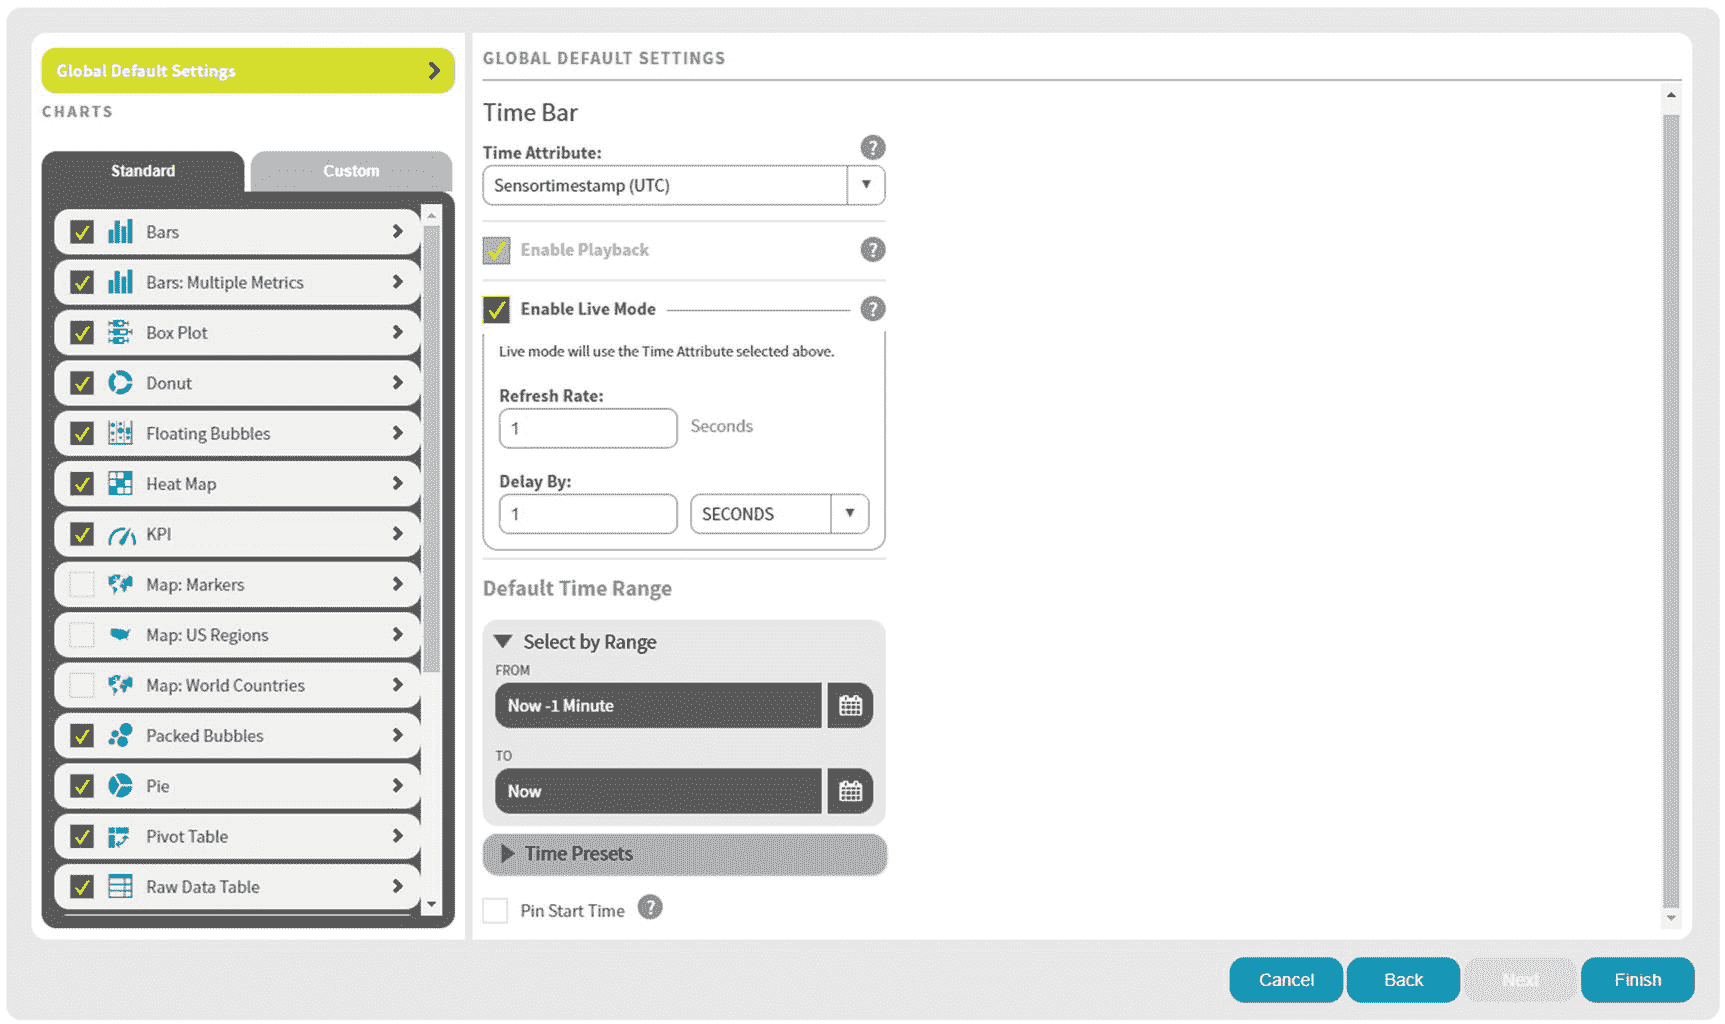 Global Default Settings
CHARTS
Standard
Custom
Bars
Bars: Multiple Metrics
Box Plot
Donut
Floating Bubbles
Heat Map
KPI
Map: Markers
Map: US Regions
Map: World Countries
Packed Bubbles
Pie
Pivot Table
Raw Data Table
GLOBAL DEFAULT SETTINGS
Time Bar
Time Attribute: ?
Sensortimestamp (UTC)
Enable Playback ?
Enable Live Mode ?
Live mode will use the Time Attribute selected above.
Refresh Rate:
1 Seconds
Delay By:
1 SECONDS
Default Time Range
Select by Range
FROM
Now -1 Minute
TO
Now
Time Presets
Pin Start Time ?
Cancel Back Next Finish